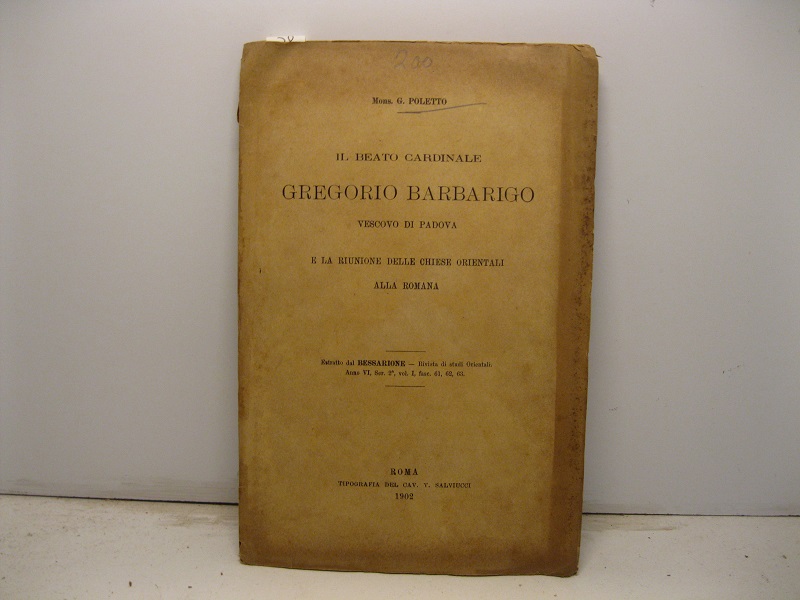 200
Mons. G. POLETTO
IL BEATO CARDINALE
GREGORIO BARBARIGO
VESCOVO DI PADOVA
E LA RIUNIONE DELLE CHIESE ORIENTALI
ALLA ROMANA
Estratto dal BESSARIONE — Rivista di studi Orientali
Anno VI, Ser. 2ª, vol. I, fasc. 61, 62, 63.
ROMA
TIPOGRAFIA DEL CAV. V. SALVIUCCI
1902